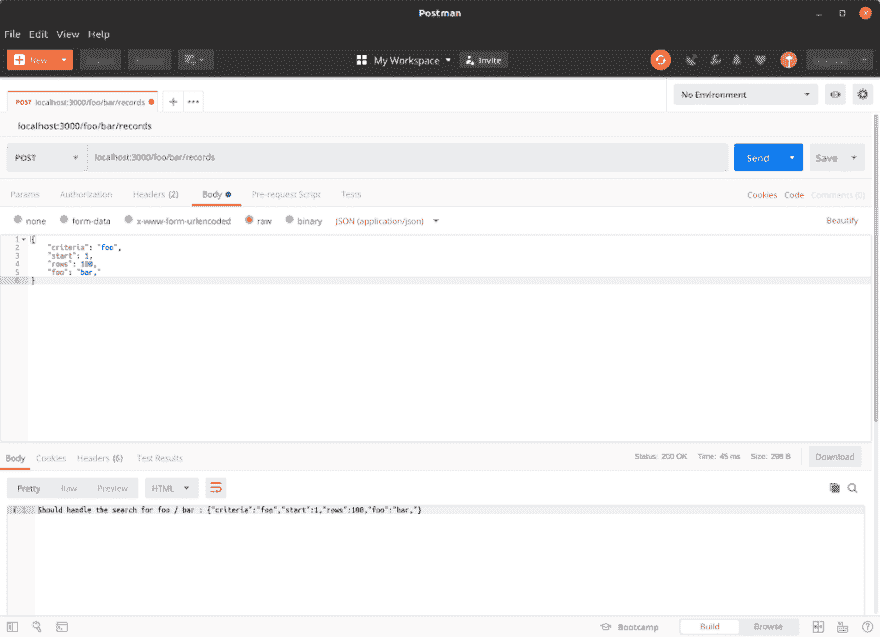 Postman
File Edit View Help
New
My Workspace
Invite
POST localhost:3000/foo/bar/records
No Environment
localhost:3000/foo/bar/records
POST localhost:3000/foo/bar/records Send Save
Params Authorization Headers (2) Body Pre-request Script Tests Cookies Code Comments (0)
none form-data x-www-form-urlencoded raw binary JSON (application/json) Beautify
1 {
2 "criteria": "foo",
3 "start": 1,
4 "rows": 100,
5 "foo": "bar,"
6 }
Body Cookies Headers (6) Test Results Status: 200 OK Time: 45 ms Size: 298 B Download
Pretty Raw Preview HTML
Should handle the search for foo / bar : {"criteria":"foo","start":1,"rows":100,"foo":"bar,"}
Bootcamp Build Browse